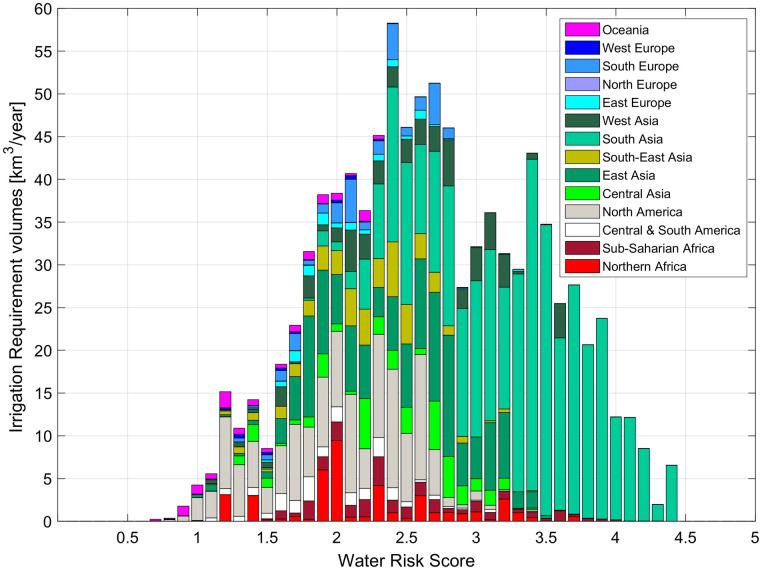 60
55
50
45
40
35
30
25
20
15
10
5
0
Irrigation Requirement volumes [km³/year]
0.5 1 1.5 2 2.5 3 3.5 4 4.5 5
Water Risk Score
Oceania
West Europe
South Europe
North Europe
East Europe
West Asia
South Asia
South-East Asia
East Asia
Central Asia
North America
Central & South America
Sub-Saharian Africa
Northern Africa